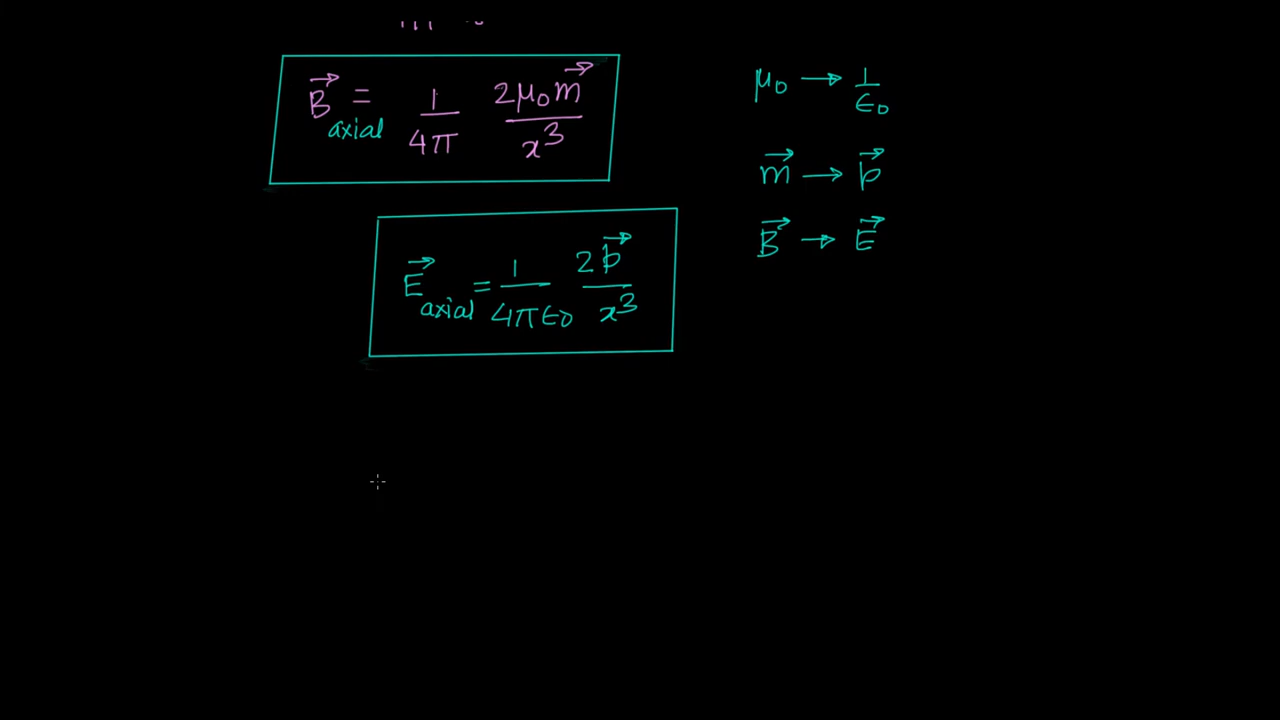 B⃗axial = 1/4π 2μ₀m⃗/x³
E⃗axial = 1/4πϵ₀ 2p⃗/x³
μ₀ → 1/ϵ₀
m⃗ → p⃗
B⃗ → E⃗